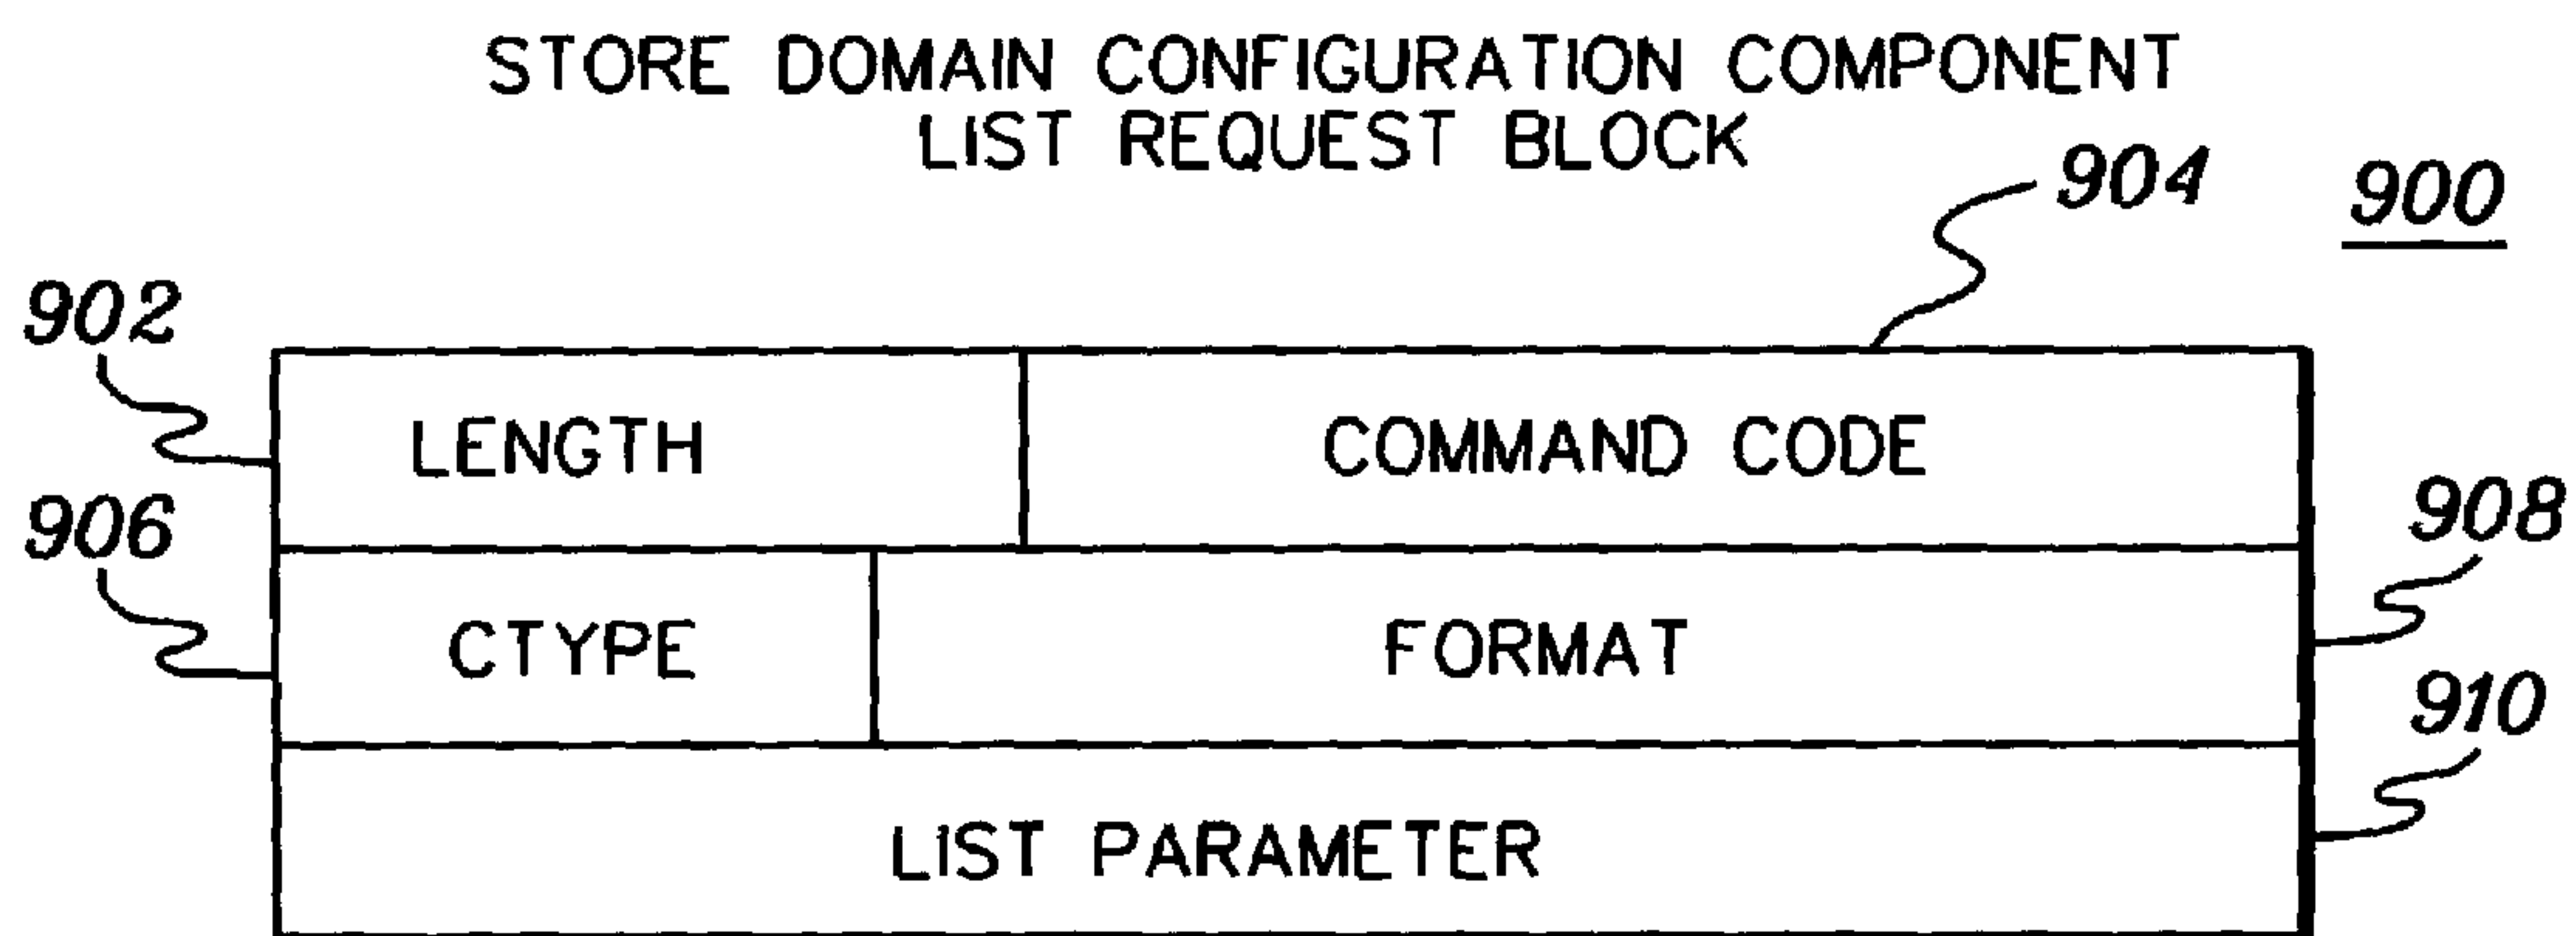 STORE DOMAIN CONFIGURATION COMPONENT
LIST REQUEST BLOCK
904
900
902
LENGTH
COMMAND CODE
906
908
CTYPE
FORMAT
910
LIST PARAMETER